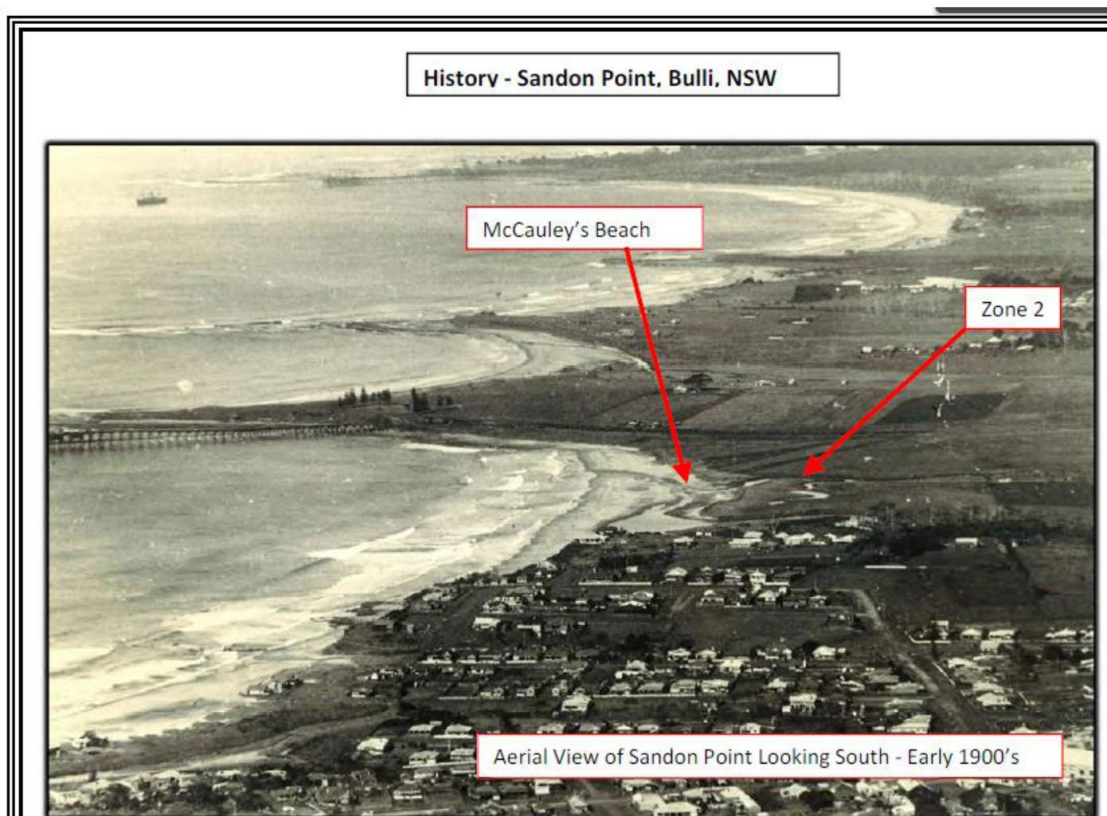 History - Sandon Point, Bulli, NSW
McCauley's Beach
Zone 2
Aerial View of Sandon Point Looking South - Early 1900's